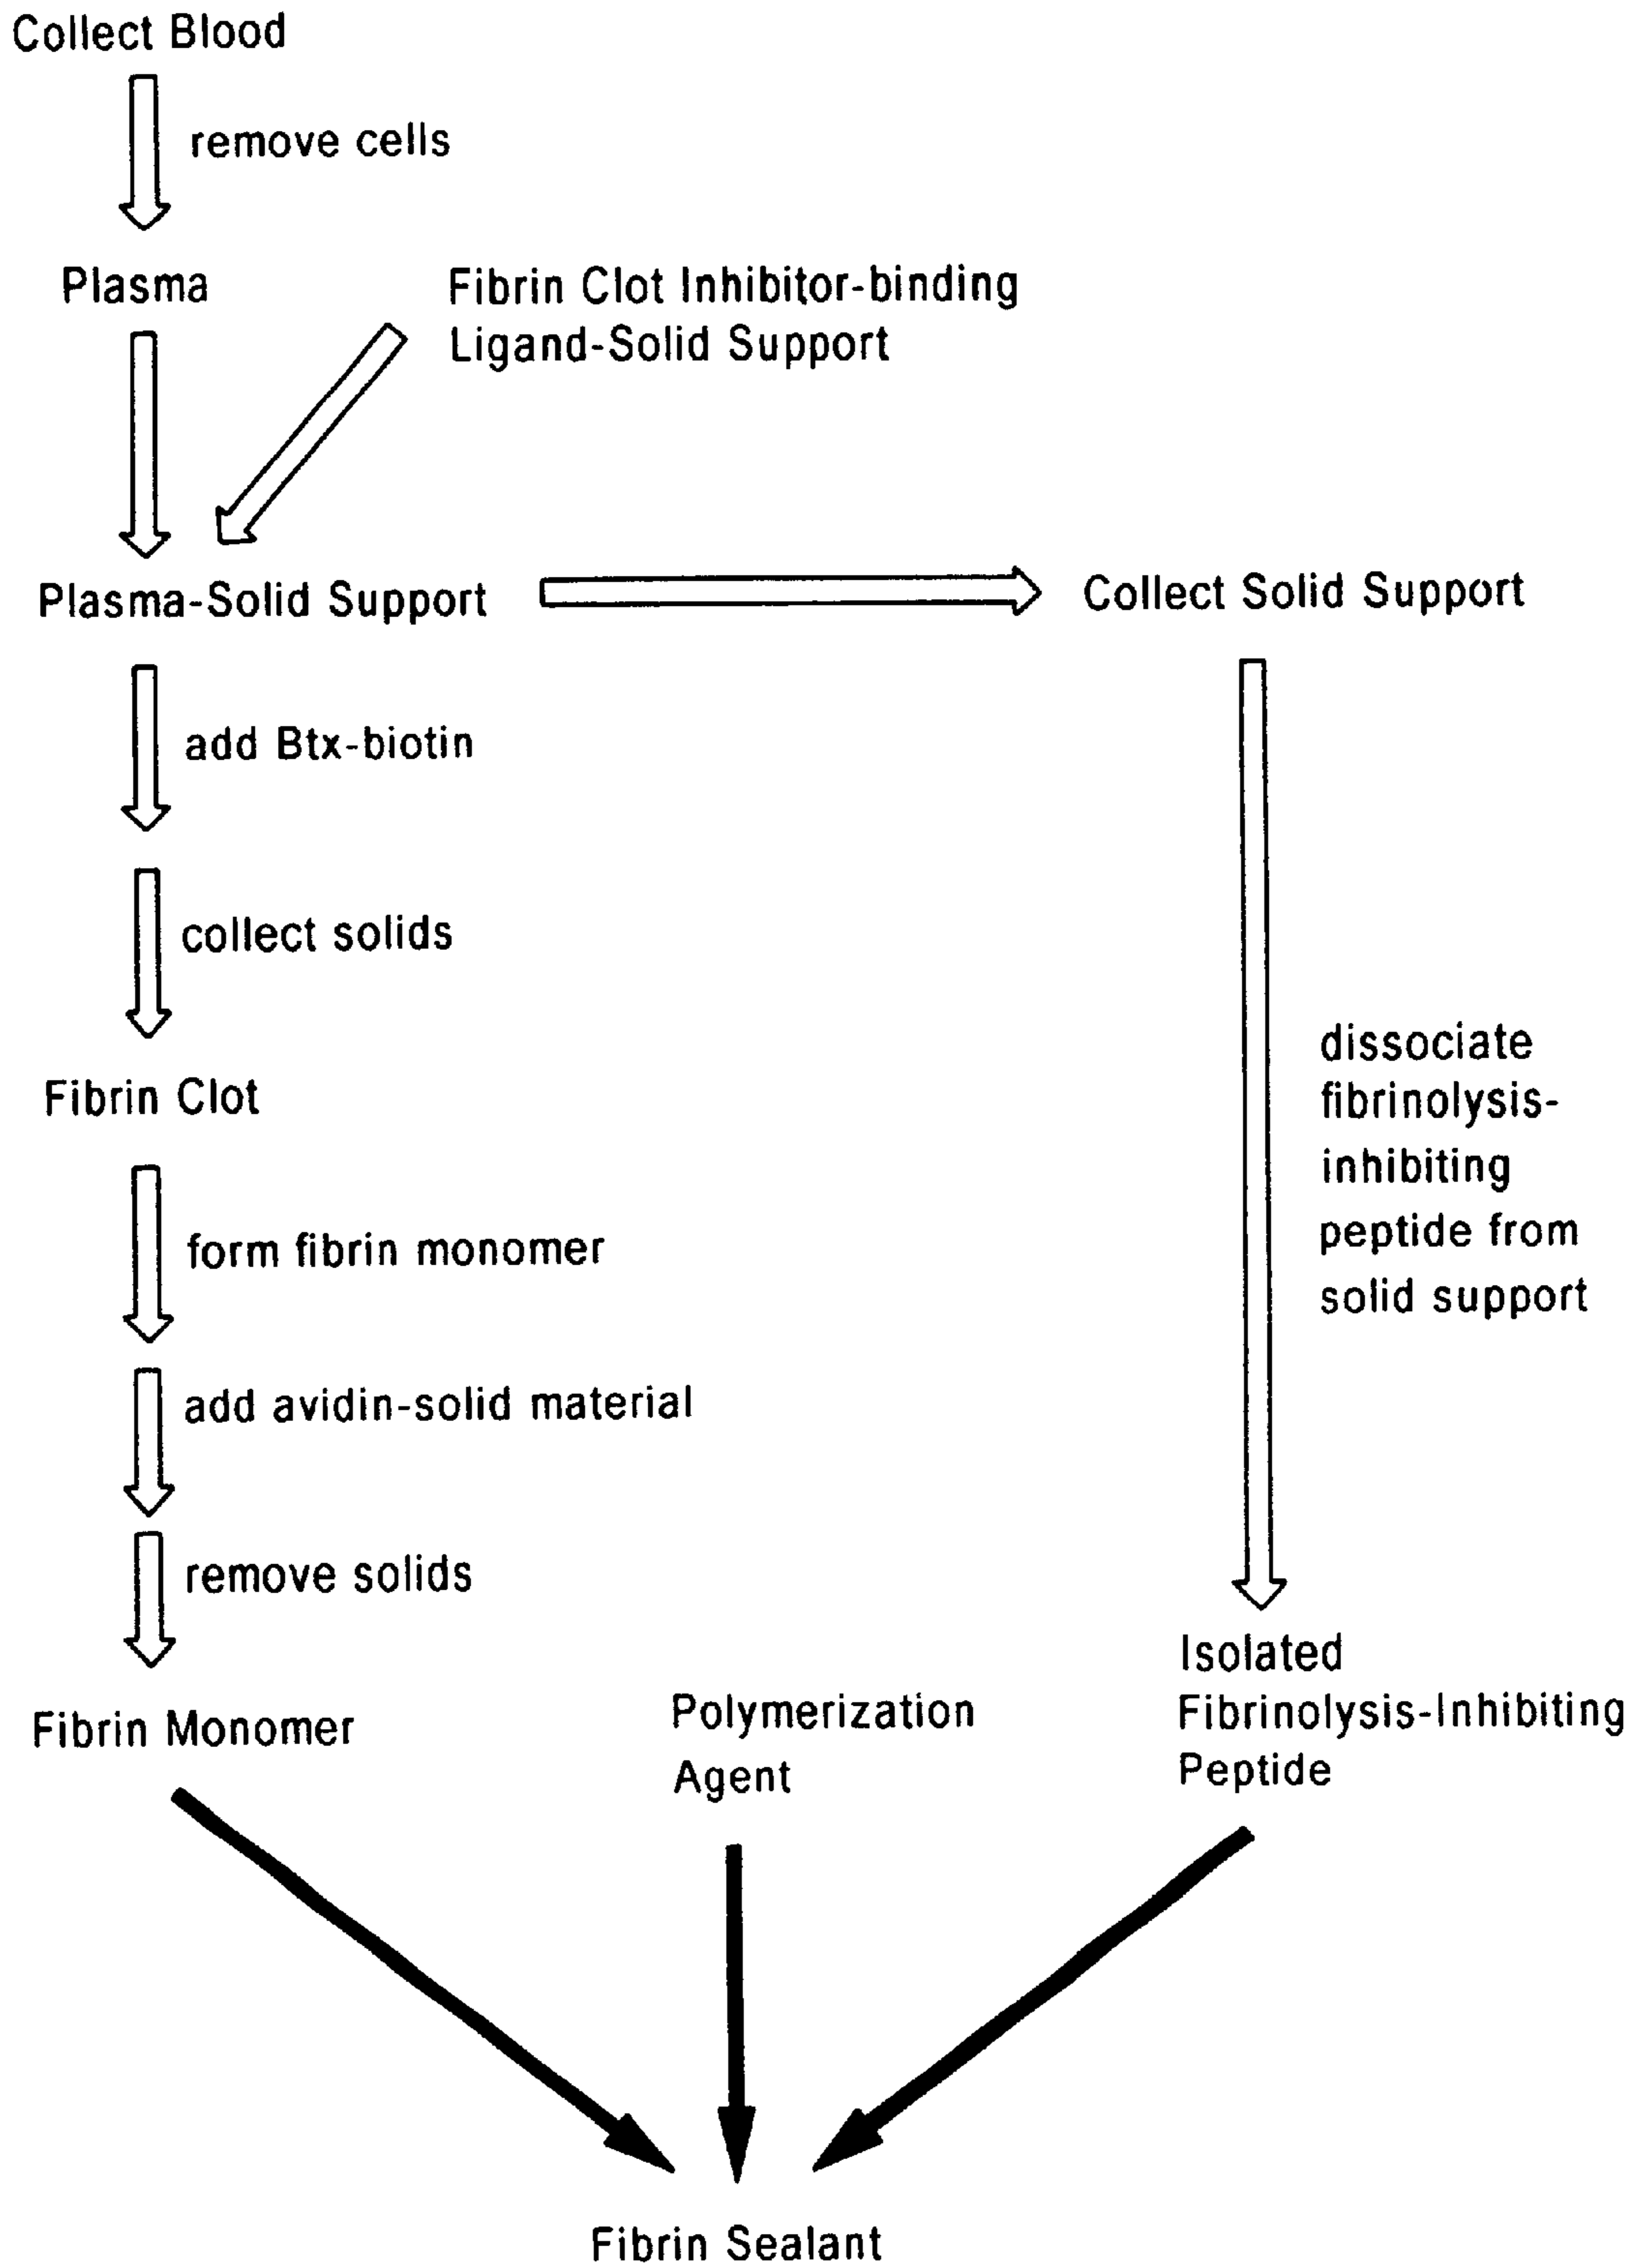 Collect Blood
remove cells
Plasma
Fibrin Clot Inhibitor-binding
Ligand-Solid Support
Plasma-Solid Support
Collect Solid Support
add Btx-biotin
collect solids
Fibrin Clot
form fibrin monomer
add avidin-solid material
remove solids
dissociate
fibrinolysis-
inhibiting
peptide from
solid support
Fibrin Monomer
Polymerization
Agent
Isolated
Fibrinolysis-Inhibiting
Peptide
Fibrin Sealant